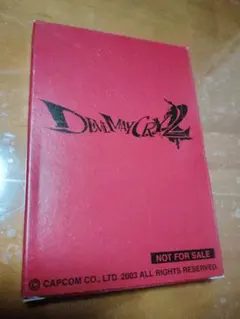 DEVIL MAY CRY 2
NOT FOR SALE
© CAPCOM CO., LTD. 2003 ALL RIGHTS RESERVED.